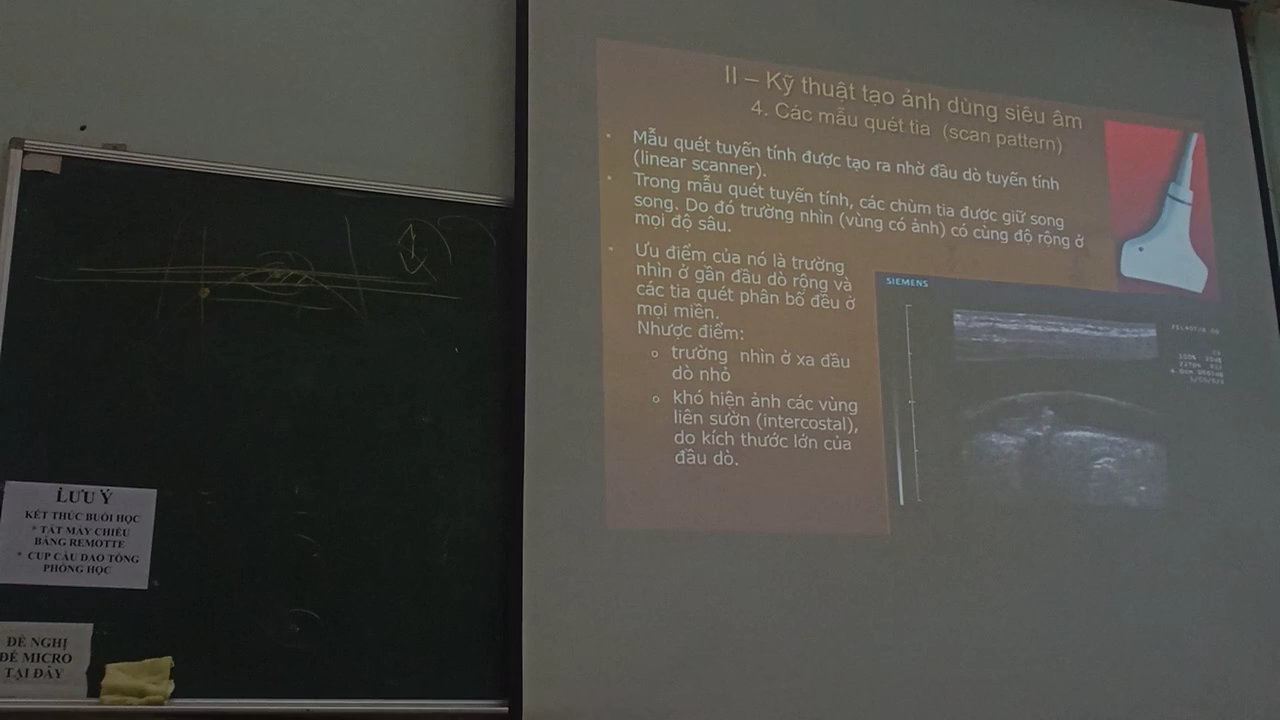 II – Kỹ thuật tạo ảnh dùng siêu âm
4. Các mẫu quét tia (scan pattern)
• Mẫu quét tuyến tính được tạo ra nhờ đầu dò tuyến tính
(linear scanner).
• Trong mẫu quét tuyến tính, các chùm tia được giữ song
song. Do đó trường nhìn (vùng có ảnh) có cùng độ rộng ở
mọi độ sâu.
• Ưu điểm của nó là trường
nhìn ở gần đầu dò rộng và
các tia quét phân bố đều ở
mọi miền.
Nhược điểm:
o trường nhìn ở xa đầu
dò nhỏ
o khó hiện ảnh các vùng
liên sườn (intercostal),
do kích thước lớn của
đầu dò.
SIEMENS
LƯU Ý
KẾT THÚC BUỔI HỌC
* TẮT MÁY CHIẾU
BẰNG REMOTTE
* CUP CẦU DAO TỔNG
PHÒNG HỌC
ĐỀ NGHỊ
ĐỂ MICRO
TẠI ĐÂY